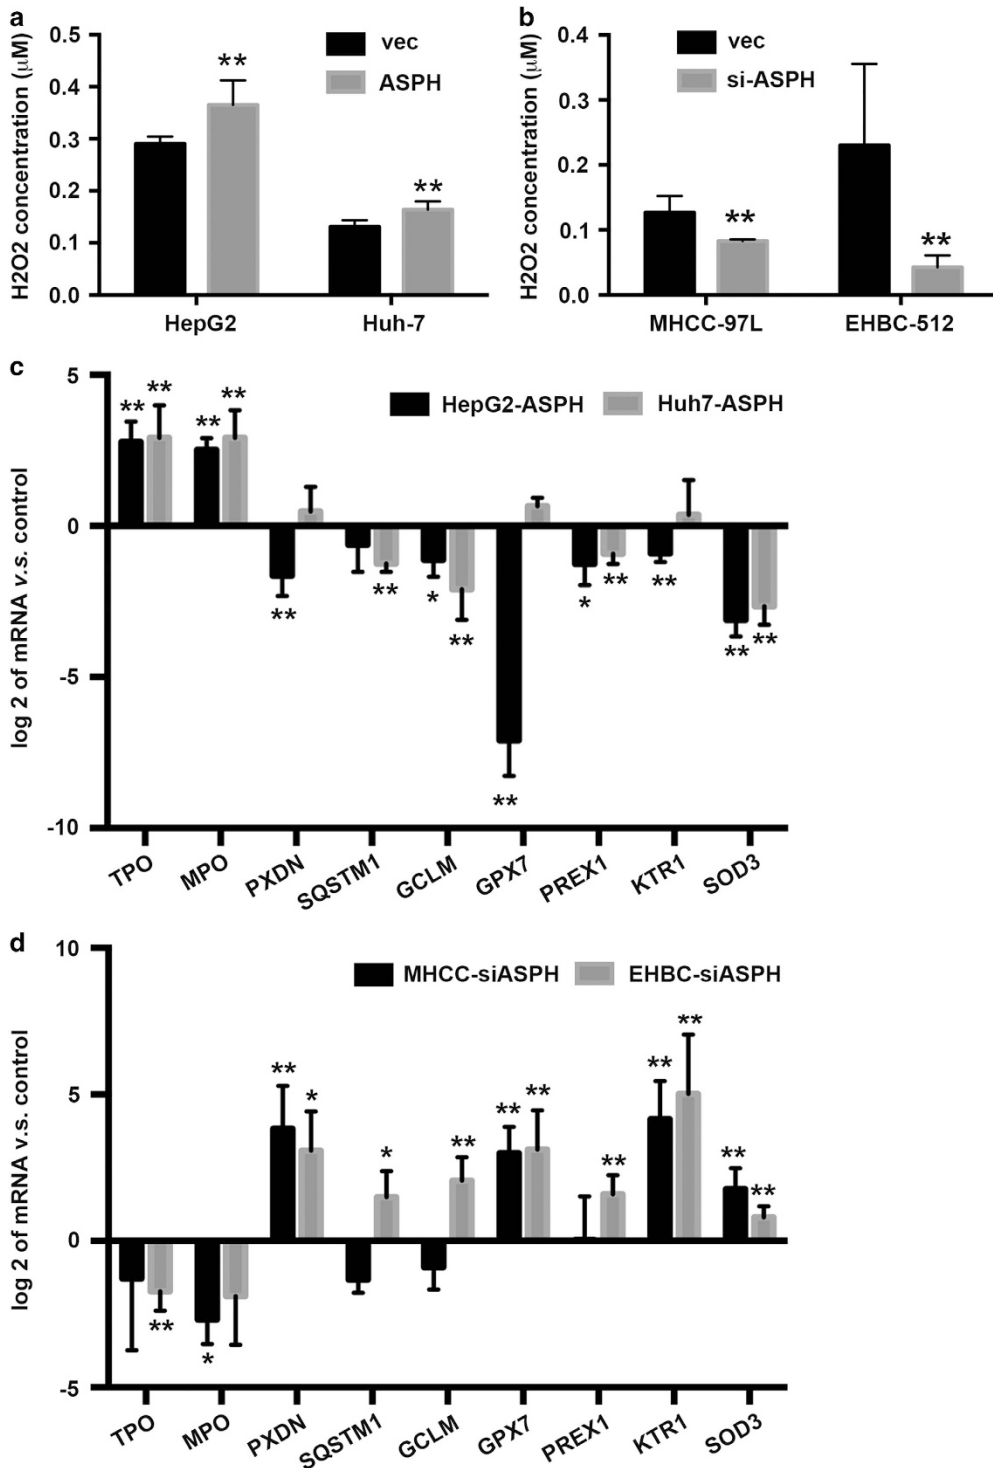 a
0.5
0.4
0.3
0.2
0.1
0.0
H2O2 concentration (μM)
vec
ASPH
**
**
HepG2
Huh-7
b
0.4
0.3
0.2
0.1
0.0
H2O2 concentration (μM)
vec
si-ASPH
**
**
MHCC-97L
EHBC-512
c
5
0
-5
-10
log 2 of mRNA v.s. control
HepG2-ASPH
Huh7-ASPH
** ** ** **
** ** * ** ** * ** ** ** **
TPO
MPO
PXDN
SQSTM1
GCLM
GPX7
PREX1
KTR1
SOD3
d
10
5
0
-5
log 2 of mRNA v.s. control
MHCC-siASPH
EHBC-siASPH
** * * ** ** ** ** ** ** ** **
** *
TPO
MPO
PXDN
SQSTM1
GCLM
GPX7
PREX1
KTR1
SOD3